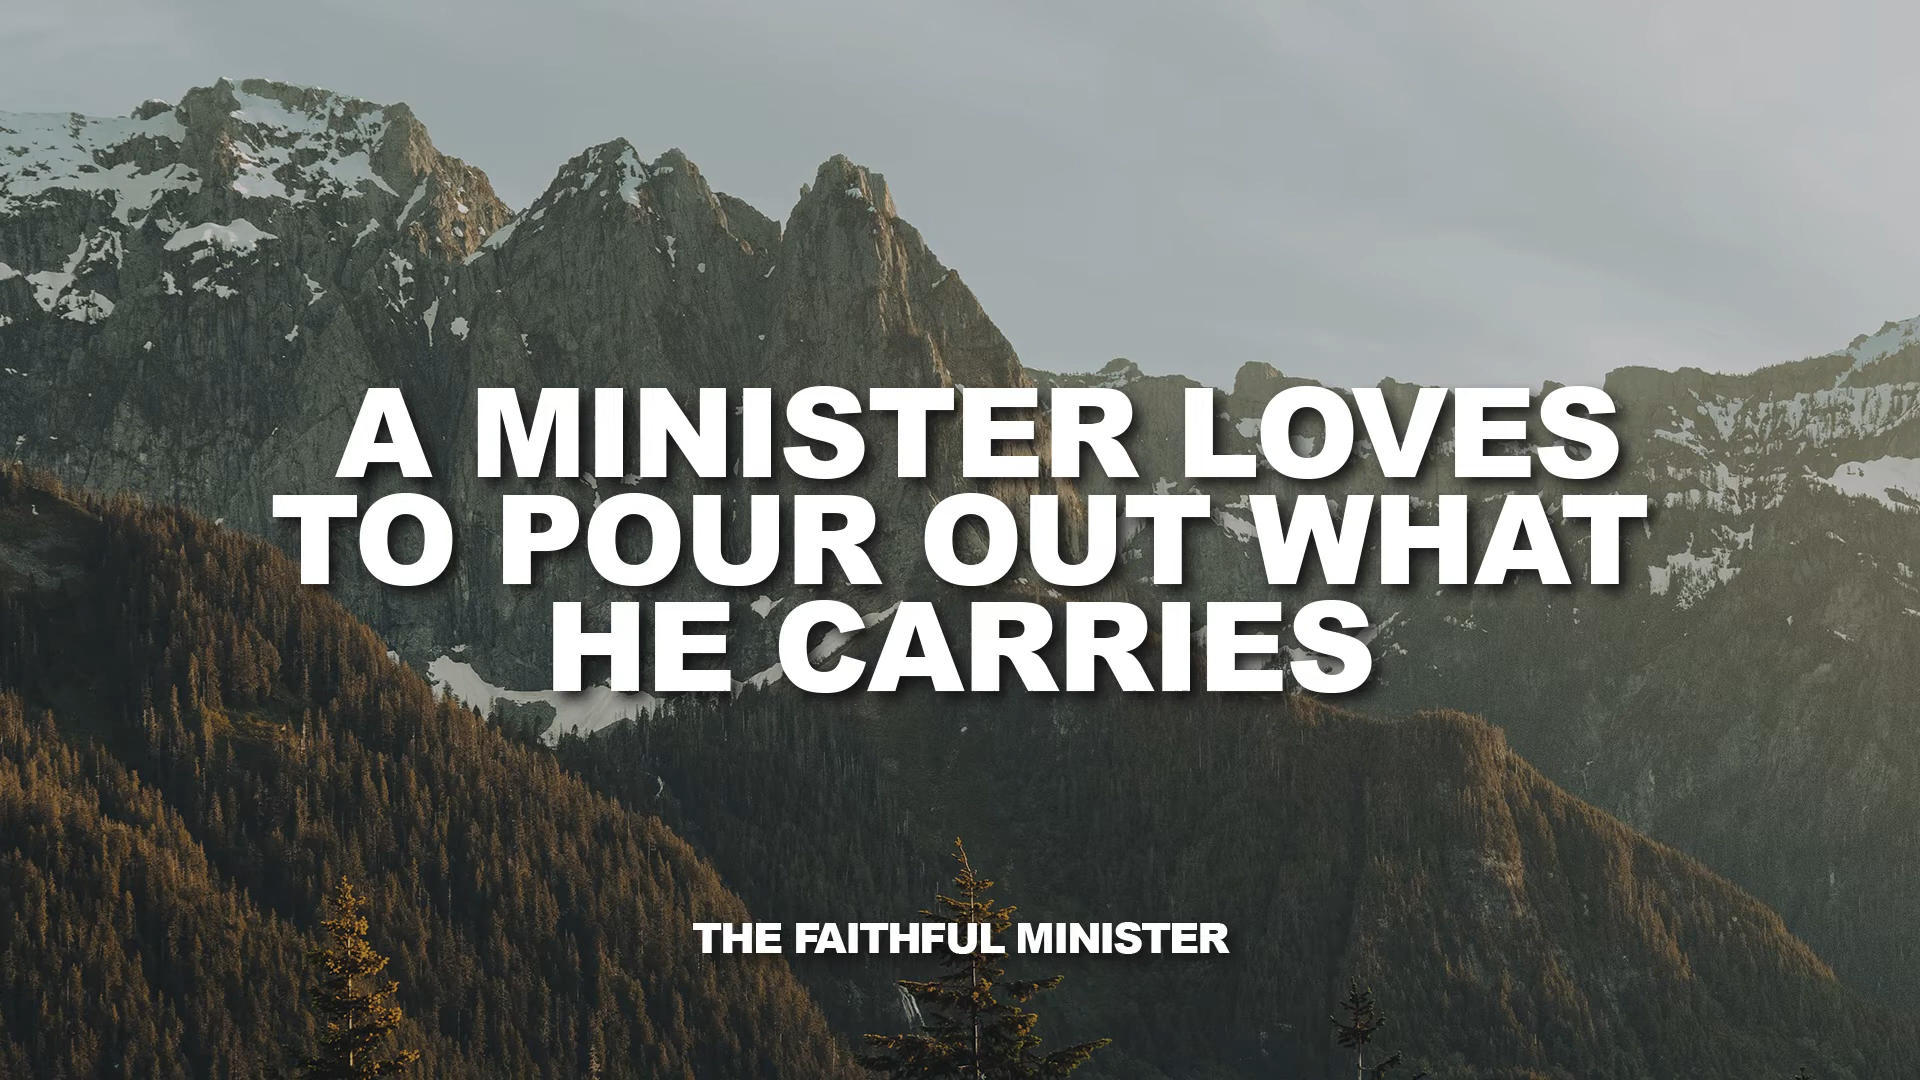 A MINISTER LOVES
TO POUR OUT WHAT
HE CARRIES
THE FAITHFUL MINISTER